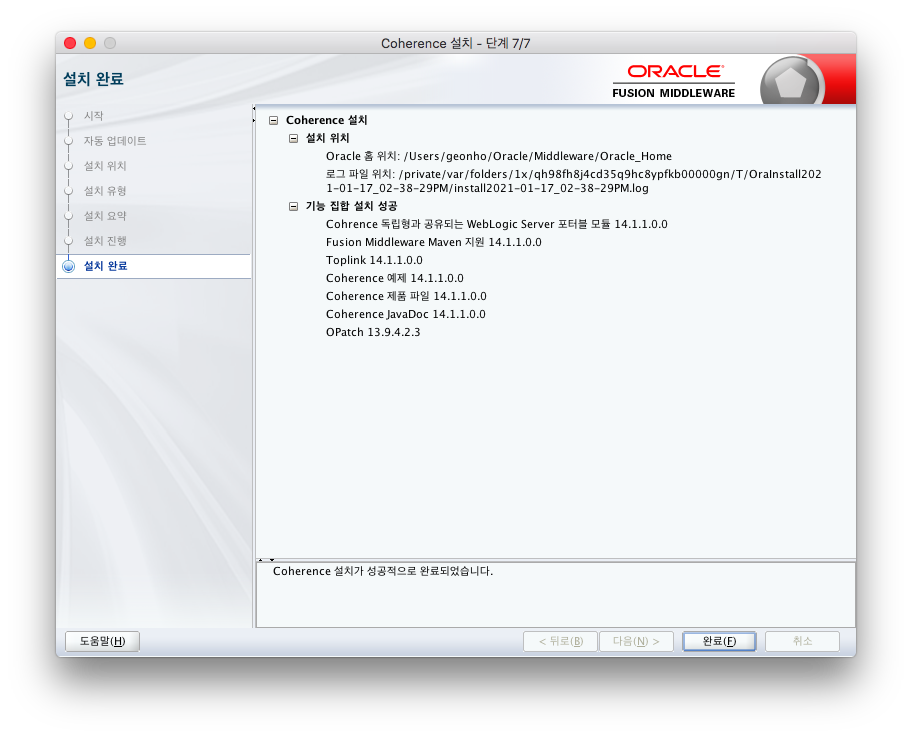 Coherence 설치 - 단계 7/7
설치 완료
ORACLE
FUSION MIDDLEWARE
시작
자동 업데이트
설치 위치
설치 유형
설치 요약
설치 진행
설치 완료
Coherence 설치
설치 위치
Oracle 홈 위치: /Users/geonho/Oracle/Middleware/Oracle_Home
로그 파일 위치: /private/var/folders/1x/qh98fh8j4cd35q9hc8ypfkb00000gn/T/OraInstall202
1-01-17_02-38-29PM/install2021-01-17_02-38-29PM.log
기능 집합 설치 성공
Cohrence 독립형과 공유되는 WebLogic Server 포터블 모듈 14.1.1.0.0
Fusion Middleware Maven 지원 14.1.1.0.0
Toplink 14.1.1.0.0
Coherence 예제 14.1.1.0.0
Coherence 제품 파일 14.1.1.0.0
Coherence JavaDoc 14.1.1.0.0
OPatch 13.9.4.2.3
Coherence 설치가 성공적으로 완료되었습니다.
도움말(H)
< 뒤로(B)
다음(N) >
완료(F)
취소